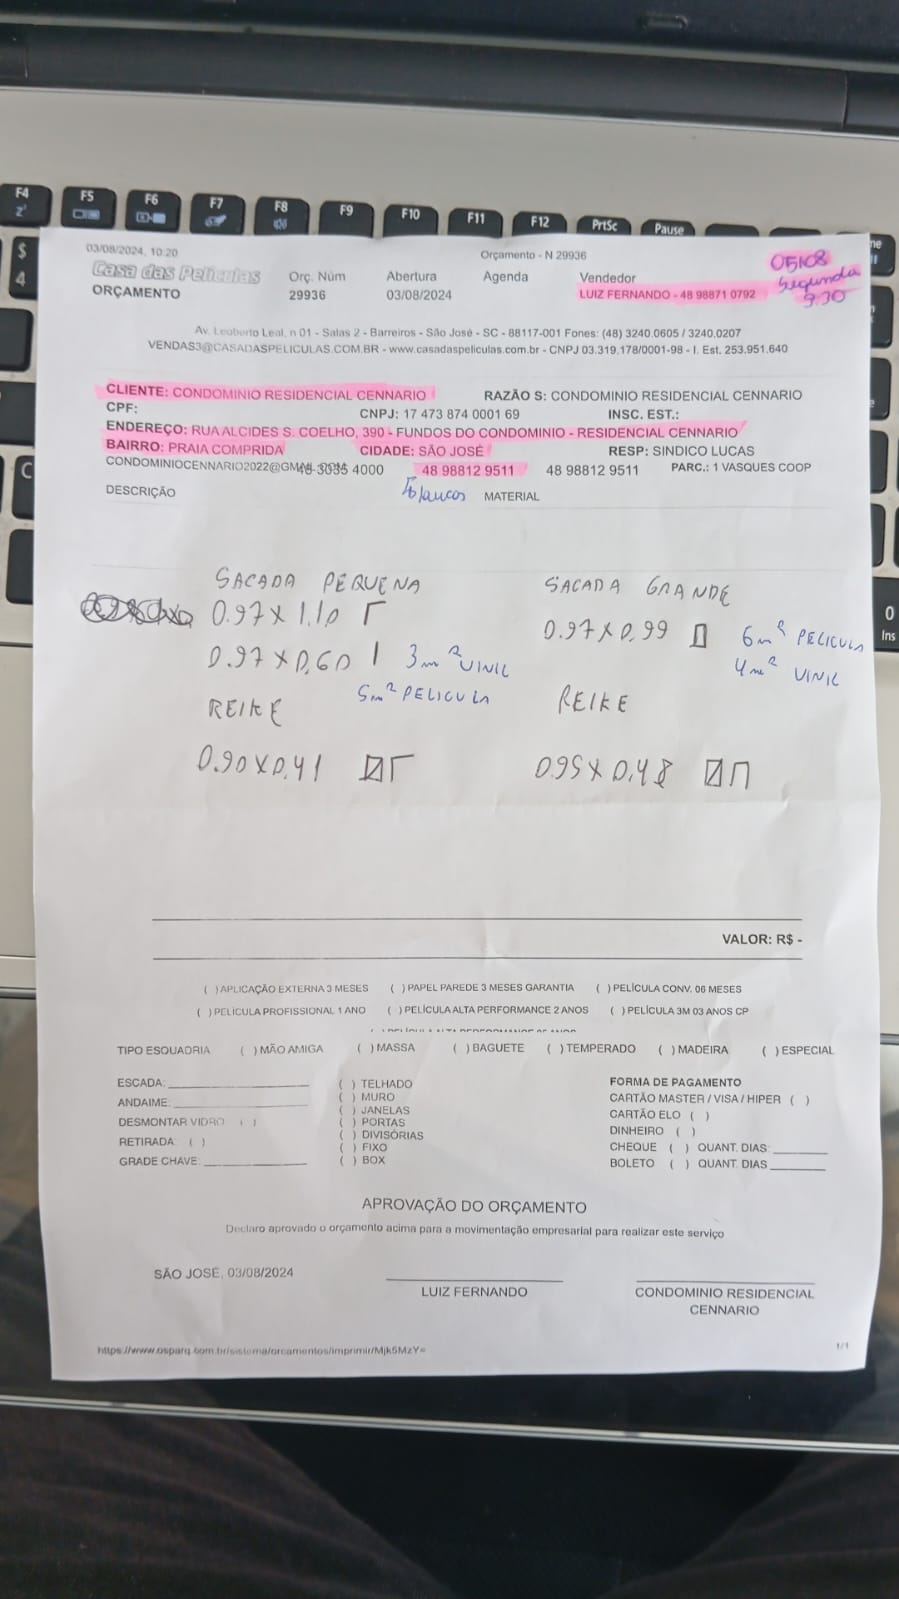 F4 F5 F6 F7 F8 F9 F10 F11 F12 PrtSc Pause
$
4
C
0
Ins
03/08/2024, 10:20
Orçamento - N 29936
Casa das Películas
ORÇAMENTO
Orç. Núm
29936
Abertura
03/08/2024
Agenda
Vendedor
LUIZ FERNANDO - 48 98871 0792
05/08
Segunda
9:30
Av. Leoberto Leal, n 01 - Salas 2 - Barreiros - São José - SC - 88117-001 Fones: (48) 3240.0605 / 3240.0207
VENDAS3@CASADASPELICULAS.COM.BR - www.casadaspeliculas.com.br - CNPJ 03.319.178/0001-98 - I. Est. 253.951.640
CLIENTE: CONDOMINIO RESIDENCIAL CENNARIO RAZÃO S: CONDOMINIO RESIDENCIAL CENNARIO
CPF: CNPJ: 17 473 874 0001 69 INSC. EST.:
ENDEREÇO: RUA ALCIDES S. COELHO, 390 - FUNDOS DO CONDOMINIO - RESIDENCIAL CENNARIO
BAIRRO: PRAIA COMPRIDA CIDADE: SÃO JOSÉ RESP: SINDICO LUCAS
48 98812 9511 48 98812 9511 PARC.: 1 VASQUES COOP
DESCRIÇÃO MATERIAL
SACADA PEQUENA
0.97 X 1.10
0.97 X 0,60 3m² VINIL
5m² PELICULA
REIKE
0.90 X 0,41
SACADA GRANDE
0.97 X 0,99 6m² PELICULA
4m² VINIL
REIKE
0.95 X 0,48
VALOR: R$ -
( ) APLICAÇÃO EXTERNA 3 MESES ( ) PAPEL PAREDE 3 MESES GARANTIA ( ) PELÍCULA CONV. 06 MESES
( ) PELÍCULA PROFISSIONAL 1 ANO ( ) PELÍCULA ALTA PERFORMANCE 2 ANOS ( ) PELÍCULA 3M 03 ANOS CP
TIPO ESQUADRIA ( ) MÃO AMIGA ( ) MASSA ( ) BAGUETE ( ) TEMPERADO ( ) MADEIRA ( ) ESPECIAL
ESCADA:
ANDAIME:
DESMONTAR VIDRO ( )
RETIRADA: ( )
GRADE CHAVE:
( ) TELHADO
( ) MURO
( ) JANELAS
( ) PORTAS
( ) DIVISÓRIAS
( ) FIXO
( ) BOX
FORMA DE PAGAMENTO
CARTÃO MASTER / VISA / HIPER ( )
CARTÃO ELO ( )
DINHEIRO ( )
CHEQUE ( ) QUANT. DIAS:
BOLETO ( ) QUANT. DIAS
APROVAÇÃO DO ORÇAMENTO
Declaro aprovado o orçamento acima para a movimentação empresarial para realizar este serviço
SÃO JOSÉ, 03/08/2024
LUIZ FERNANDO
CONDOMINIO RESIDENCIAL
CENNARIO
https://www.osparq.com.br/sistema/orcamentos/imprimir/Mjk5MzY=
1/1